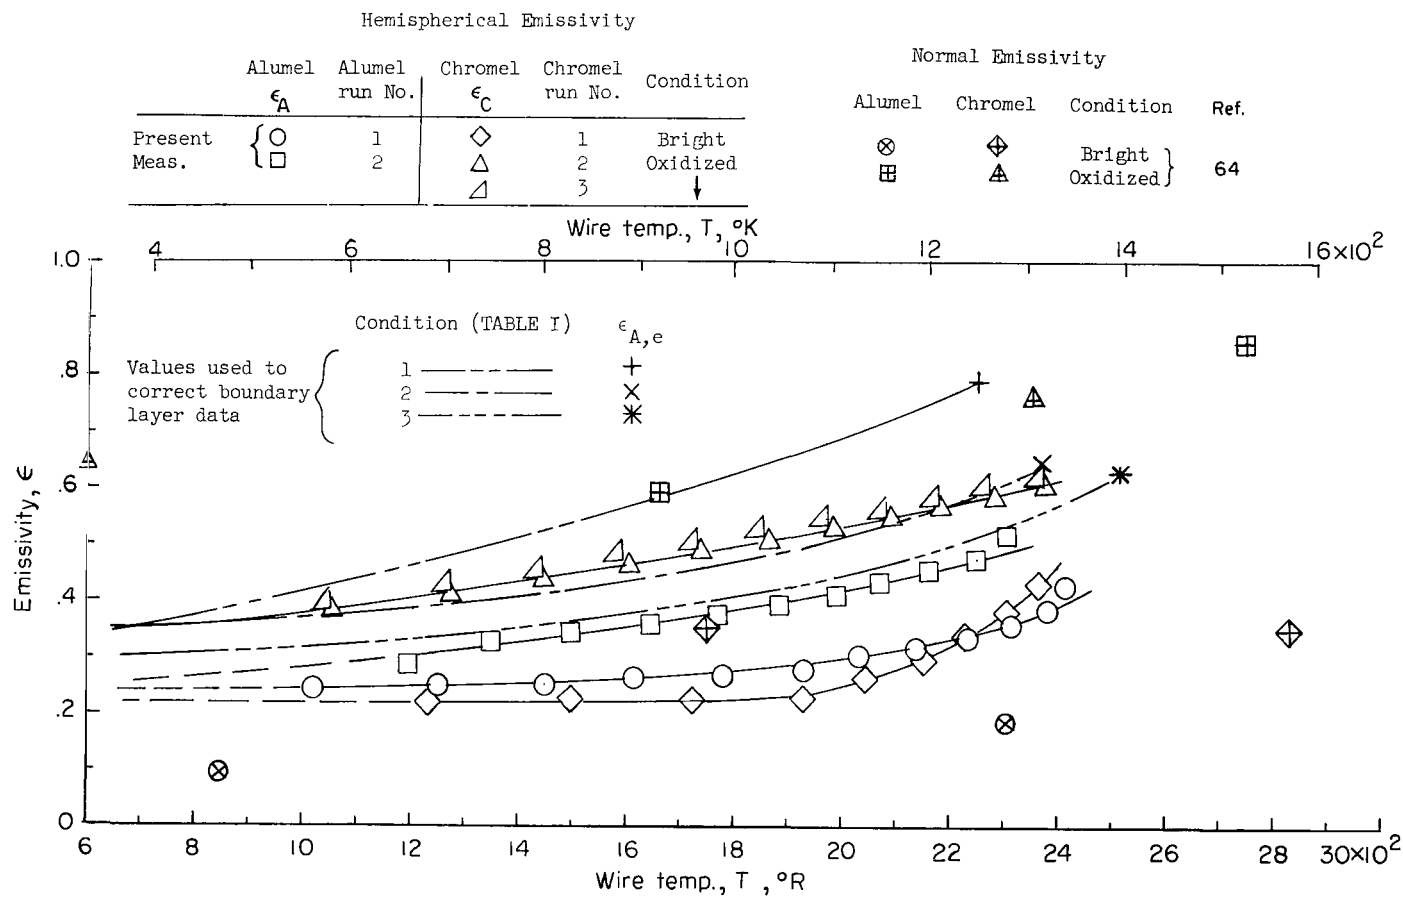 Hemispherical Emissivity
Normal Emissivity
Alumel Alumel Chromel Chromel Condition
ϵA run No. ϵC run No.
Alumel Chromel Condition Ref.
Present 1 1 Bright
Meas. 2 2 Oxidized
3
Bright
Oxidized 64
Wire temp., T, °K
4 6 8 10 12 14 16×10²
1.0
.8
.6
.4
.2
0
Emissivity, ϵ
Condition (TABLE I) ϵA,e
Values used to 1
correct boundary 2
layer data 3
6 8 10 12 14 16 18 20 22 24 26 28 30×10²
Wire temp., T , °R